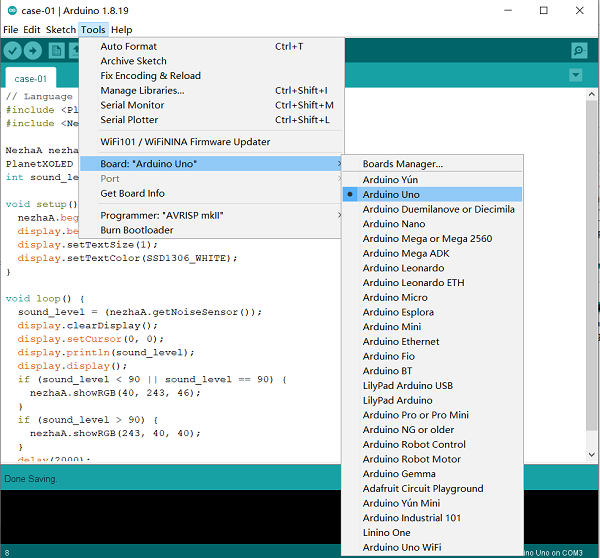 case-01 | Arduino 1.8.19
File Edit Sketch Tools Help
case-01
// Language
#include <Pl
#include <Ne
NezhaA nezha
PlanetXOLED
int sound_le
void setup()
nezhaA.beg
display.be
display.setTextSize(1);
display.setTextColor(SSD1306_WHITE);
}
void loop() {
sound_level = (nezhaA.getNoiseSensor());
display.clearDisplay();
display.setCursor(0, 0);
display.println(sound_level);
display.display();
if (sound_level < 90 || sound_level == 90) {
nezhaA.showRGB(40, 243, 46);
}
if (sound_level > 90) {
nezhaA.showRGB(243, 40, 40);
}
delay(2000);
Auto Format Ctrl+T
Archive Sketch
Fix Encoding & Reload
Manage Libraries... Ctrl+Shift+I
Serial Monitor Ctrl+Shift+M
Serial Plotter Ctrl+Shift+L
WiFi101 / WiFiNINA Firmware Updater
Board: "Arduino Uno"
Port
Get Board Info
Programmer: "AVRISP mkII"
Burn Bootloader
Boards Manager...
Arduino Yún
Arduino Uno
Arduino Duemilanove or Diecimila
Arduino Nano
Arduino Mega or Mega 2560
Arduino Mega ADK
Arduino Leonardo
Arduino Leonardo ETH
Arduino Micro
Arduino Esplora
Arduino Mini
Arduino Ethernet
Arduino Fio
Arduino BT
LilyPad Arduino USB
LilyPad Arduino
Arduino Pro or Pro Mini
Arduino NG or older
Arduino Robot Control
Arduino Robot Motor
Arduino Gemma
Adafruit Circuit Playground
Arduino Yún Mini
Arduino Industrial 101
Linino One
Arduino Uno WiFi
Done Saving.
8
ino Uno on COM3